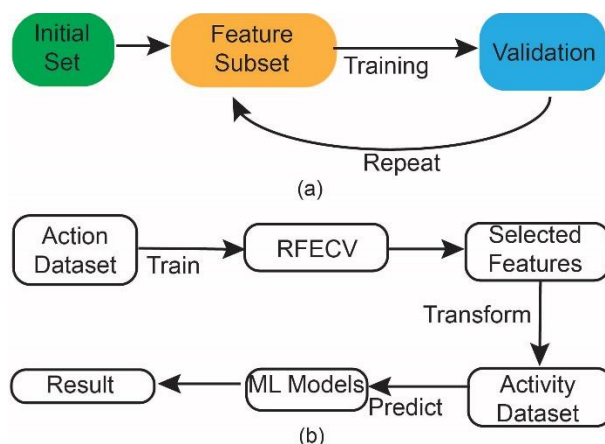 Initial
Set
Feature
Subset
Training
Validation
Repeat
(a)
Action
Dataset
Train
RFECV
Selected
Features
Transform
Result
ML Models
Predict
Activity
Dataset
(b)